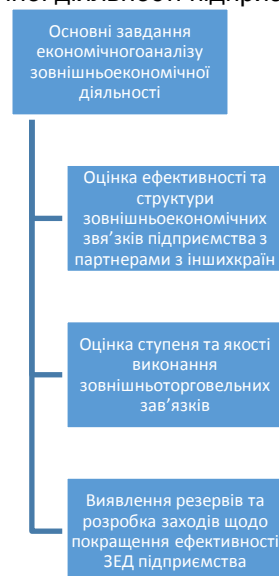 Основні завдання
економічногоаналізу
зовнішньоекономічної
діяльності
Оцінка ефективності та
структури
зовнішньоекономічних
звя’зків підприємства з
партнерами з іншихкраїн
Оцінка ступеня та якості
виконання
зовнішньоторговельних
зав’язків
Виявлення резервів та
розробка заходів щодо
покращення ефективності
ЗЕД підприємства